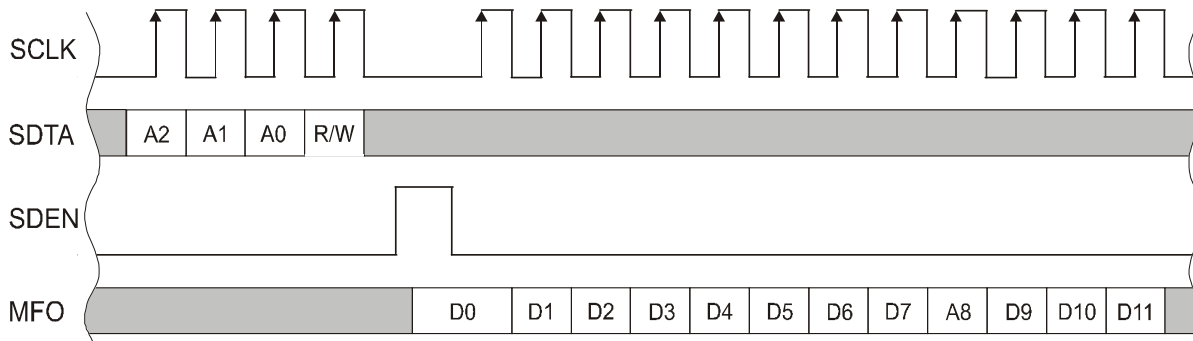 SCLK
SDTA A2 A1 A0 R/W
SDEN
MFO D0 D1 D2 D3 D4 D5 D6 D7 A8 D9 D10 D11